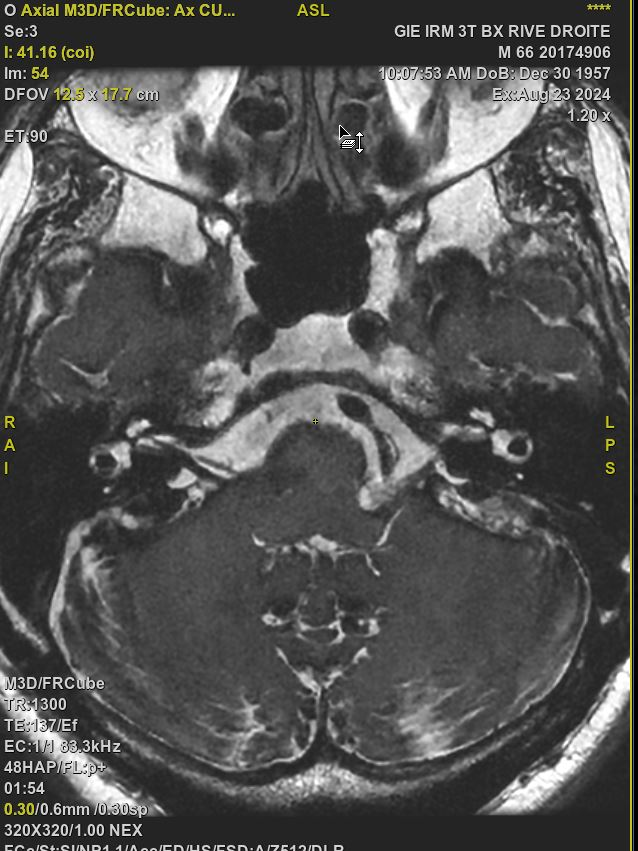 O Axial M3D/FRCube: Ax CU...
ASL
****
Se:3
GIE IRM 3T BX RIVE DROITE
I: 41.16 (coi)
M 66 20174906
Im: 54
10:07:53 AM DoB: Dec 30 1957
DFOV 12.5 x 17.7 cm
Ex:Aug 23 2024
1.20 x
ET:90
R
L
A
P
I
S
M3D/FRCube
TR:1300
TE:137/Ef
EC:1/1 83.3kHz
48HAP/FL:p+
01:54
0.30/0.6mm /0.30sp
320X320/1.00 NEX